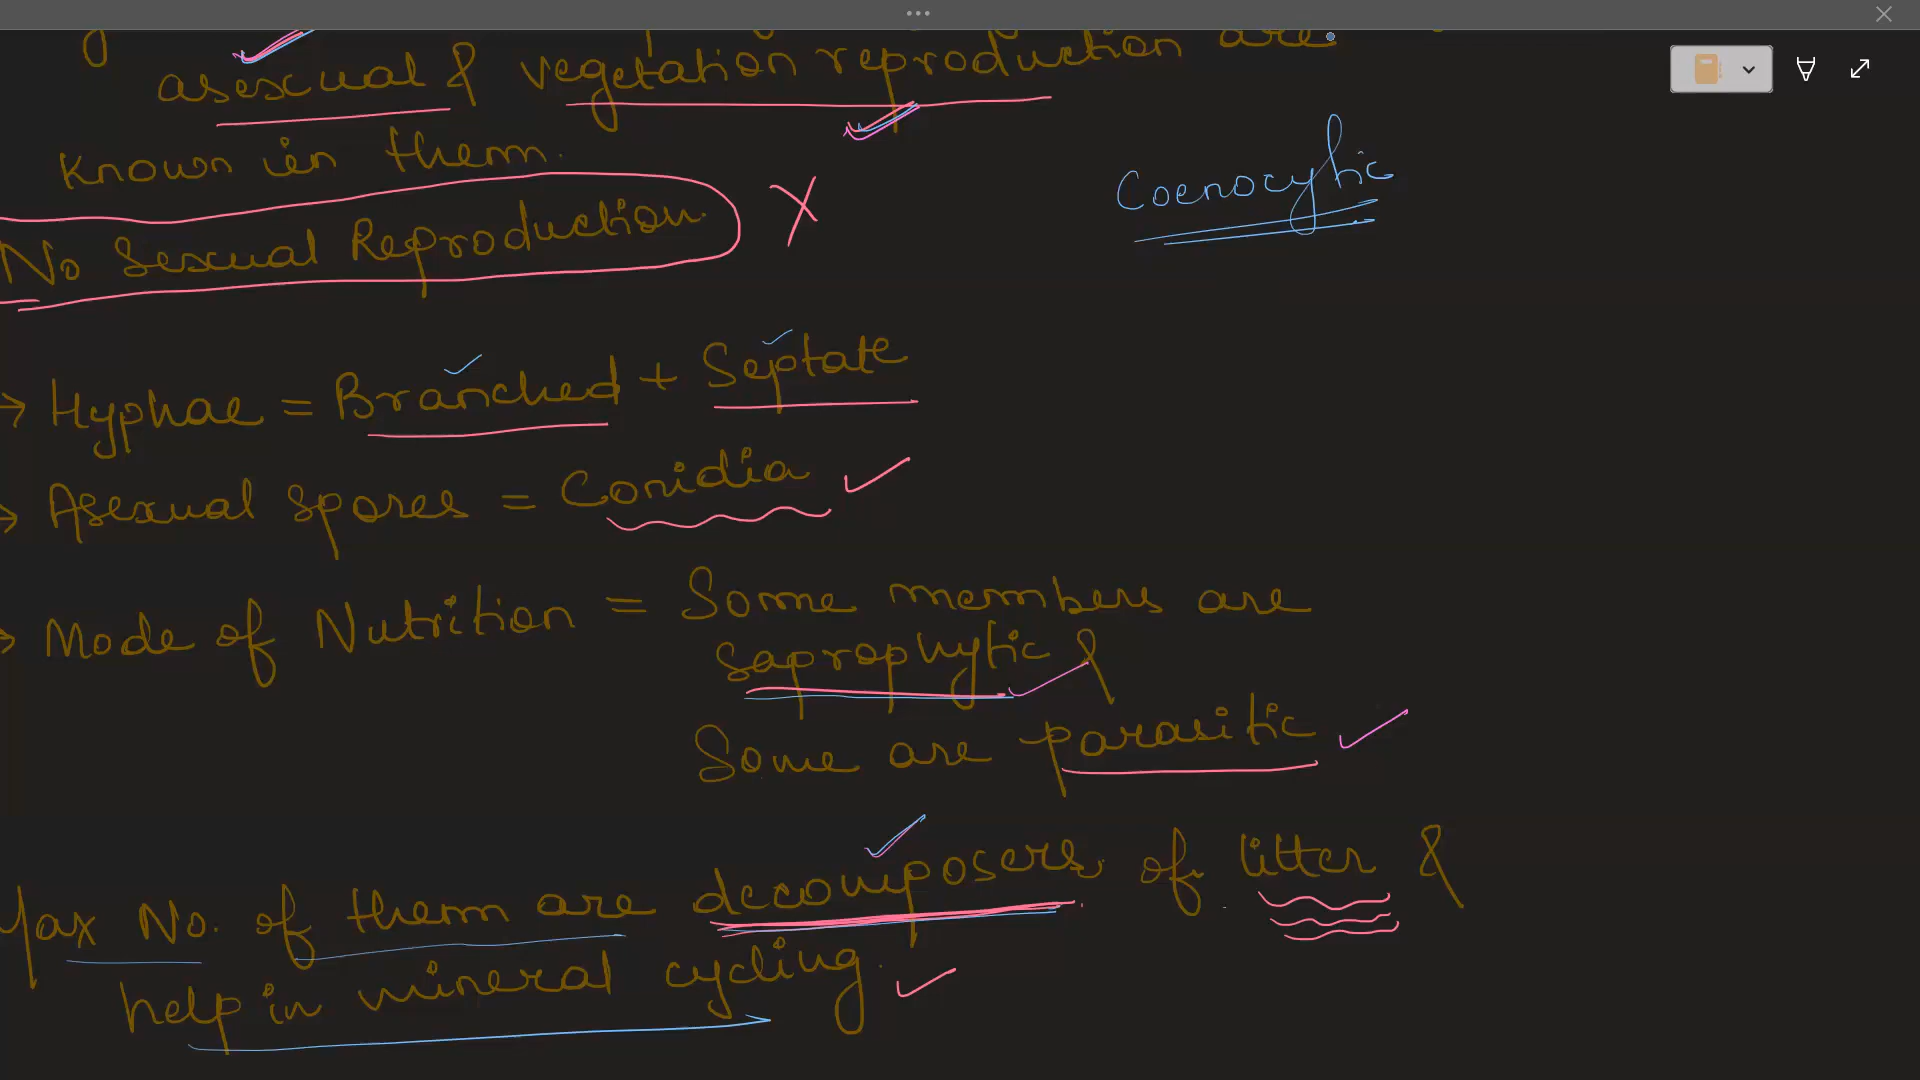 asexual & vegetation reproduction are
Known in them.
No Sexual Reproduction.
Coenocytic
→ Hyphae = Branched + Septate
→ Asexual Spores = Conidia
→ Mode of Nutrition = Some members are
saprophytic &
Some are parasitic
Max No. of them are decomposers of litter &
help in mineral cycling.